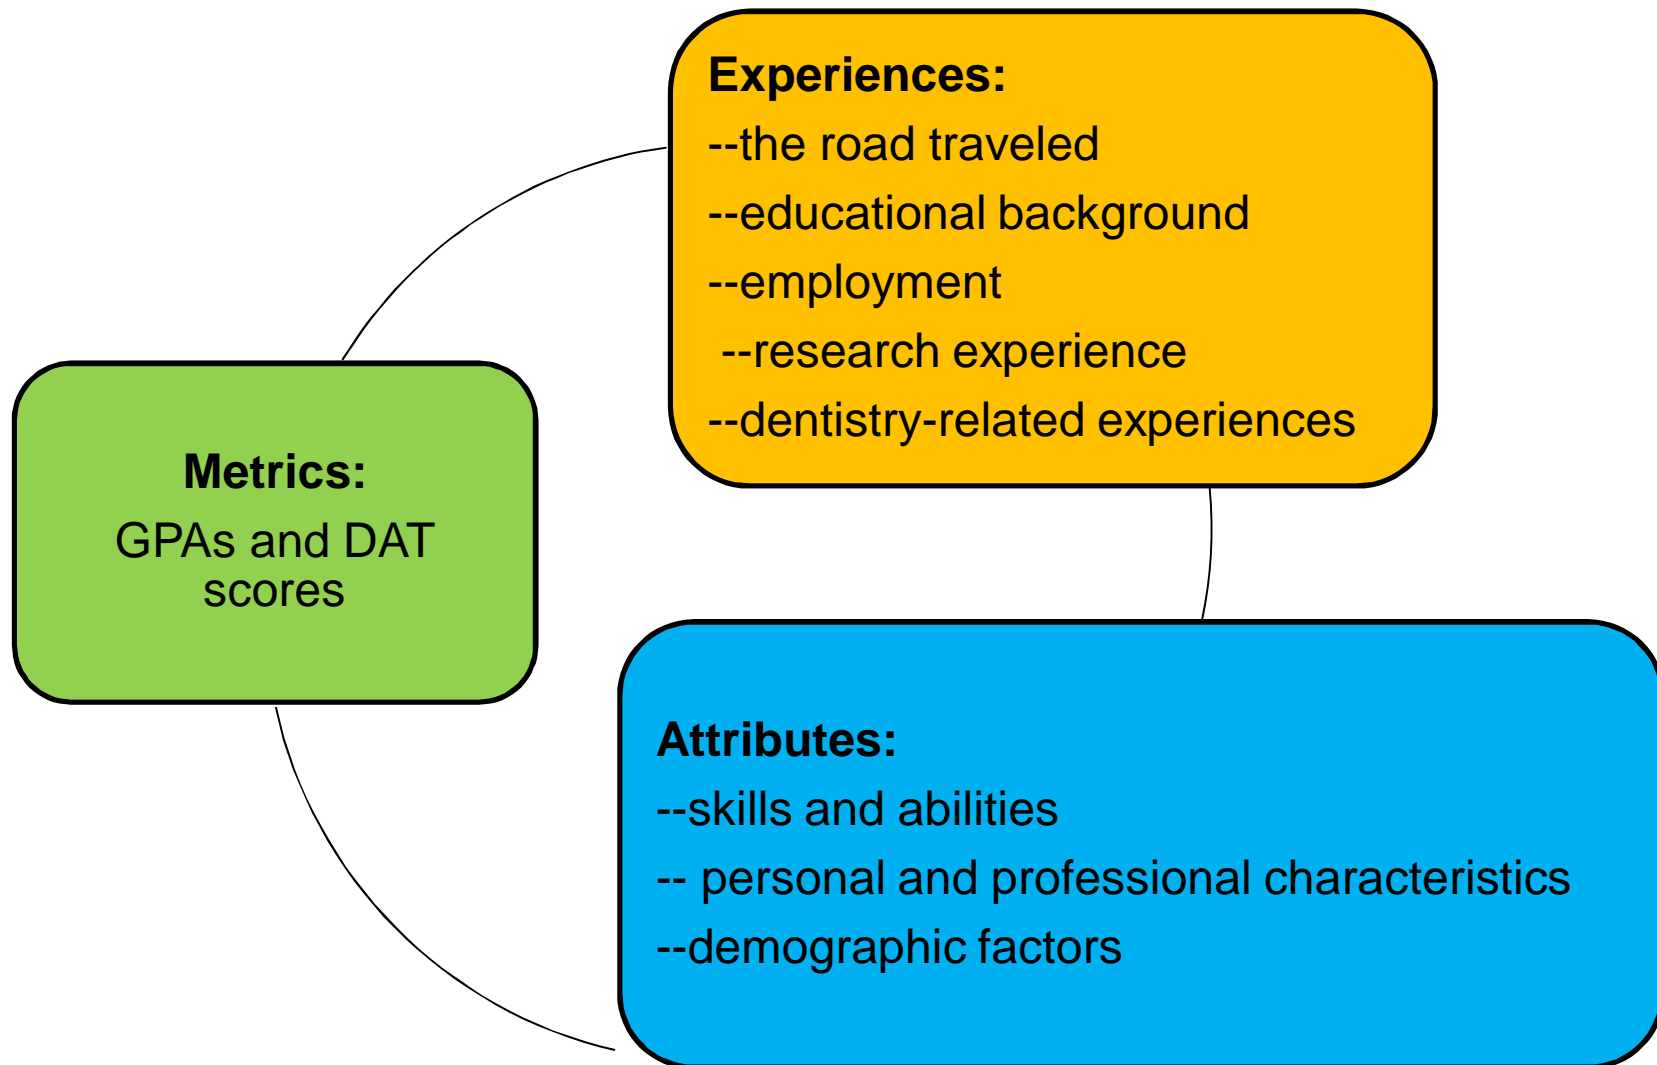 Experiences:
--the road traveled
--educational background
--employment
--research experience
--dentistry-related experiences
Metrics:
GPAs and DAT
scores
Attributes:
--skills and abilities
-- personal and professional characteristics
--demographic factors